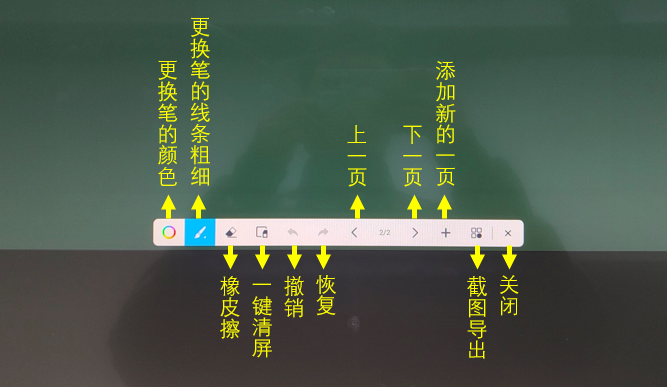 更换笔的颜色
更换笔的线条粗细
上一页
下一页
添加新的一页
2/2
橡皮擦
一键清屏
撤销
恢复
截图导出
关闭